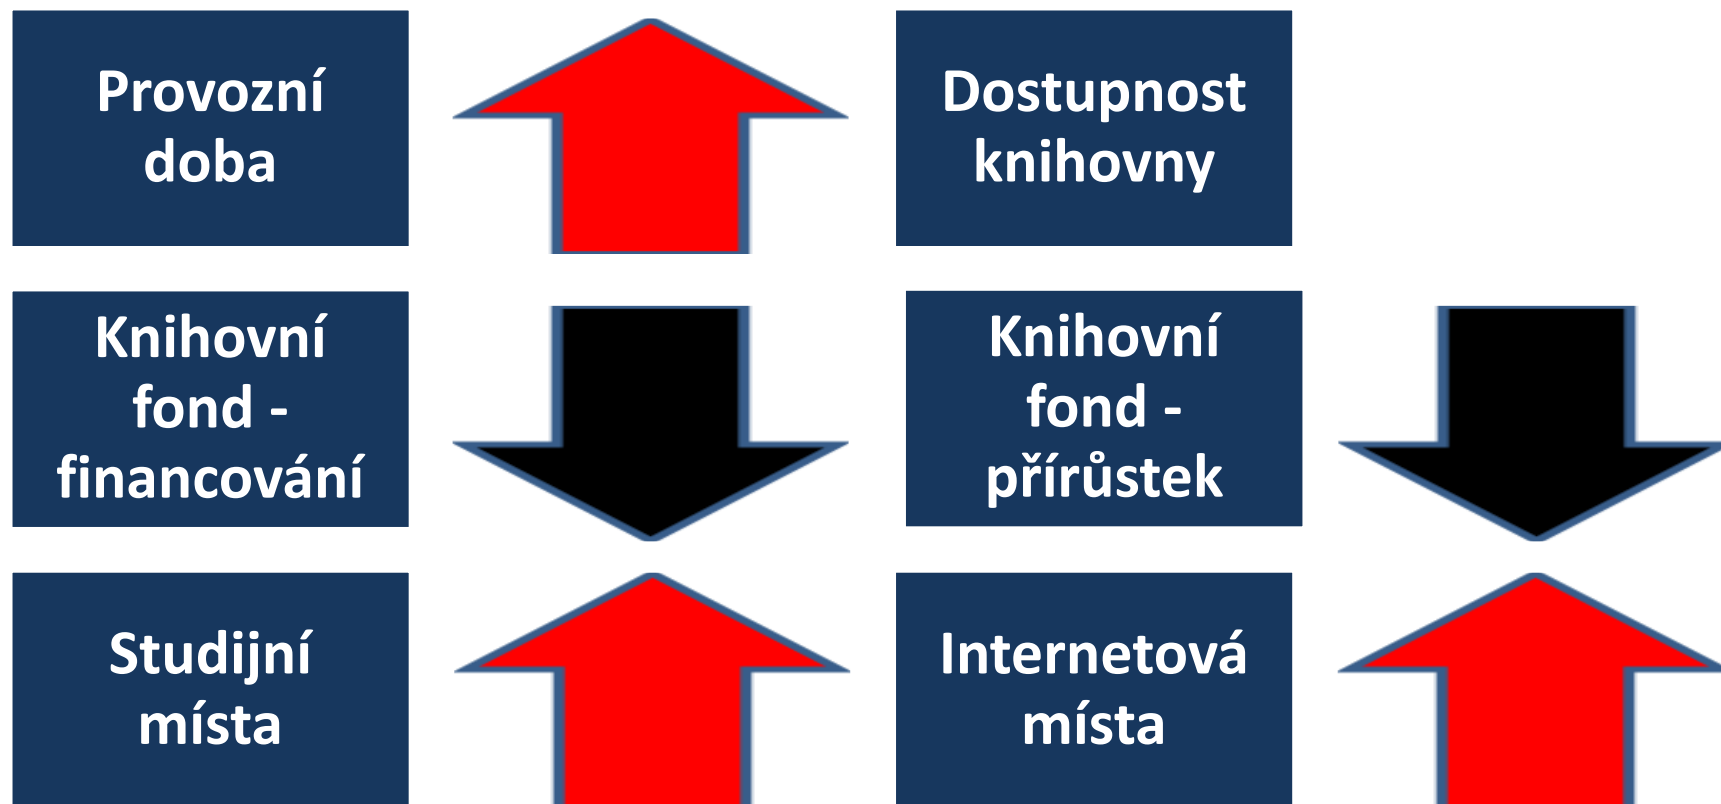 Provozní
doba
Dostupnost
knihovny
Knihovní
fond -
financování
Knihovní
fond -
přírůstek
Studijní
místa
Internetová
místa